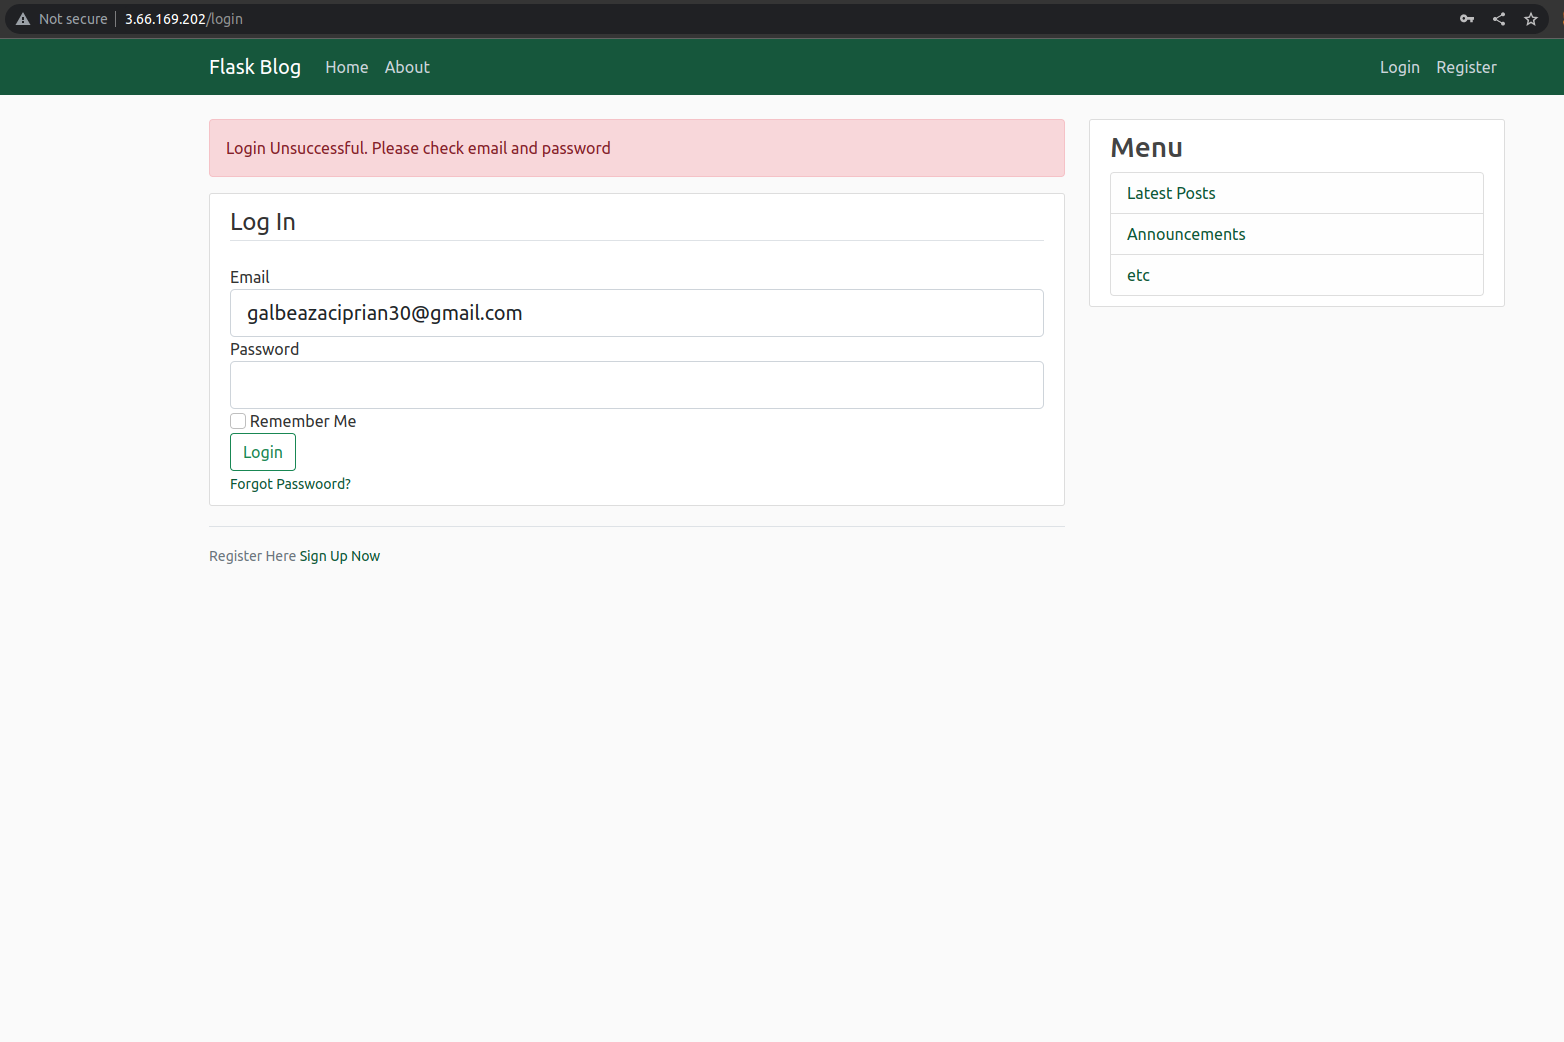 Not secure | 3.66.169.202/login
Flask Blog Home About Login Register
Login Unsuccessful. Please check email and password
Log In
Email
galbeazaciprian30@gmail.com
Password
Remember Me
Login
Forgot Passwoord?
Register Here Sign Up Now
Menu
Latest Posts
Announcements
etc